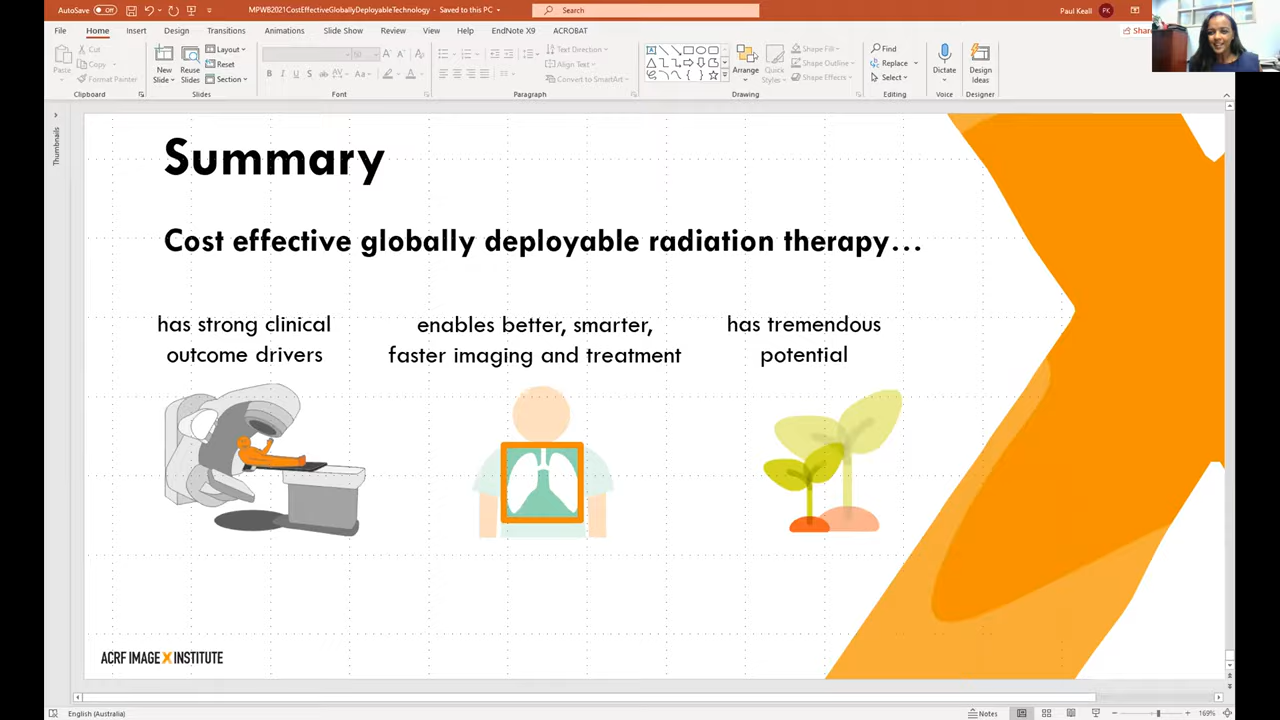 AutoSave Off
MPWB2021CostEffectiveGloballyDeployableTechnology - Saved to this PC
Search
Paul Keall PK
File Home Insert Design Transitions Animations Slide Show Review View Help EndNote X9 ACROBAT
Share
Paste
Cut
Copy
Format Painter
Clipboard
New Slide
Reuse Slides
Layout
Reset
Section
Slides
50
Font
Text Direction
Align Text
Convert to SmartArt
Paragraph
Arrange
Quick Styles
Shape Fill
Shape Outline
Shape Effects
Drawing
Find
Replace
Select
Editing
Dictate
Voice
Design Ideas
Designer
Thumbnails
Summary
Cost effective globally deployable radiation therapy…
has strong clinical
outcome drivers
enables better, smarter,
faster imaging and treatment
has tremendous
potential
ACRF IMAGE X INSTITUTE
English (Australia)
Notes
169%